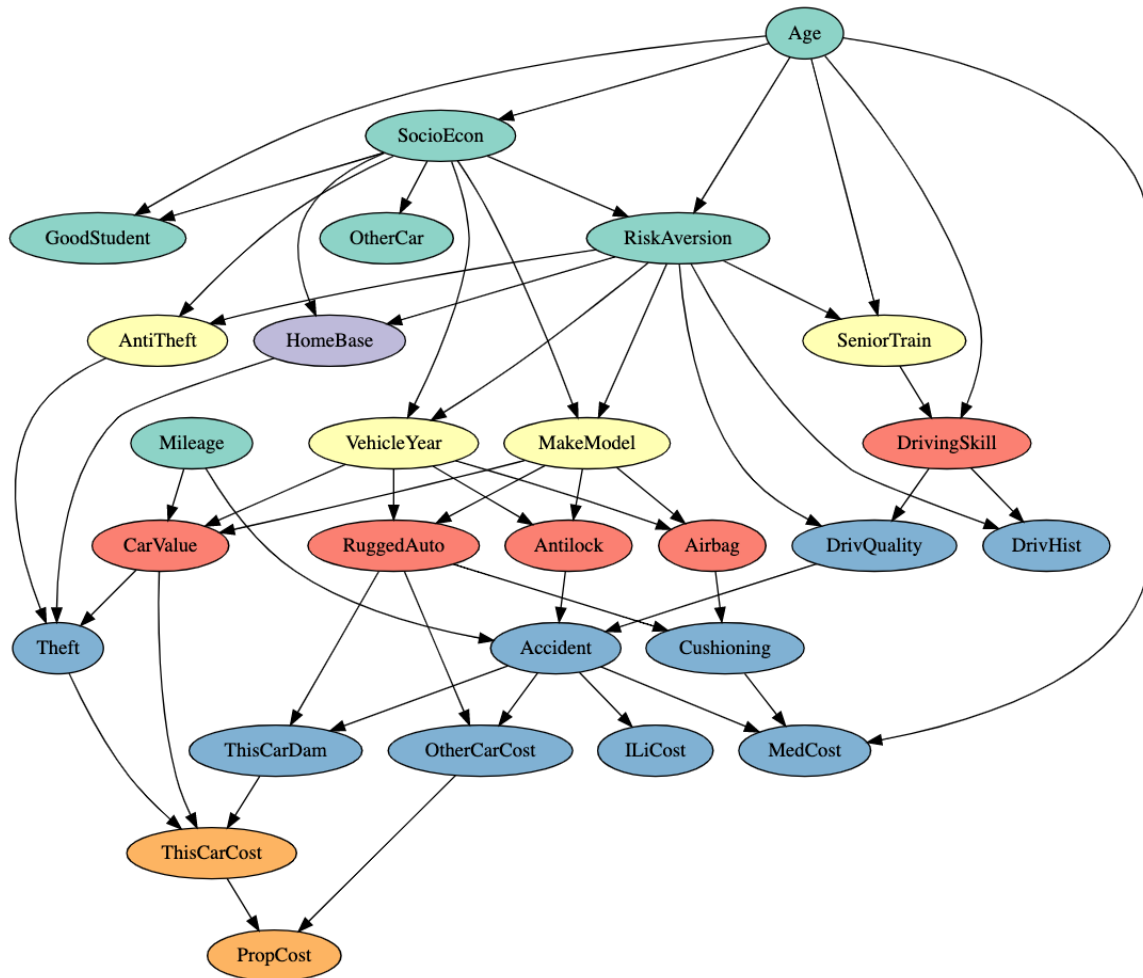 Age
SocioEcon
GoodStudent
OtherCar
RiskAversion
AntiTheft
HomeBase
SeniorTrain
Mileage
VehicleYear
MakeModel
DrivingSkill
CarValue
RuggedAuto
Antilock
Airbag
DrivQuality
DrivHist
Theft
Accident
Cushioning
ThisCarDam
OtherCarCost
ILiCost
MedCost
ThisCarCost
PropCost